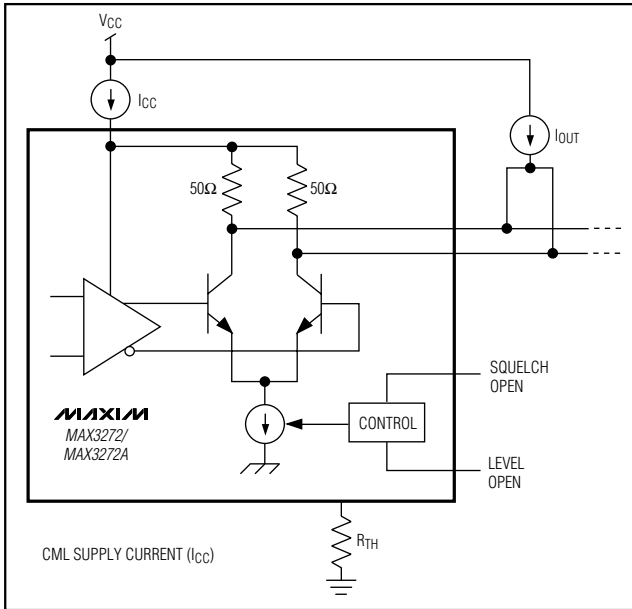 VCC
ICC
IOUT
50Ω
50Ω
SQUELCH
OPEN
CONTROL
LEVEL
OPEN
MAXIM
MAX3272/
MAX3272A
RTH
CML SUPPLY CURRENT (ICC)